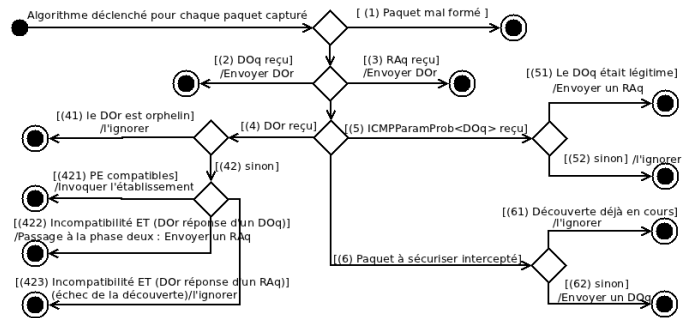 Algorithme déclenché pour chaque paquet capturé
[ (1) Paquet mal formé ]
[(2) DOq reçu]
/Envoyer DOr
[(3) RAq reçu]
/Envoyer DOr
[(51) Le DOq était légitime]
/Envoyer un RAq
[(41) le DOr est orphelin]
/l'ignorer
[(4) DOr reçu]
[(5) ICMPParamProb<DOq> reçu]
[(42) sinon]
[(52) sinon] /l'ignorer
[(421) PE compatibles]
/Invoquer l'établissement
[(422) Incompatibilité ET (DOr réponse d'un DOq)]
/Passage à la phase deux : Envoyer un RAq
[(61) Découverte déjà en cours]
/l'ignorer
[(6) Paquet à sécuriser intercepté]
[(423) Incompatibilité ET (DOr réponse d'un RAq)]
(échec de la découverte)/l'ignorer
[(62) sinon]
/Envoyer un DOq